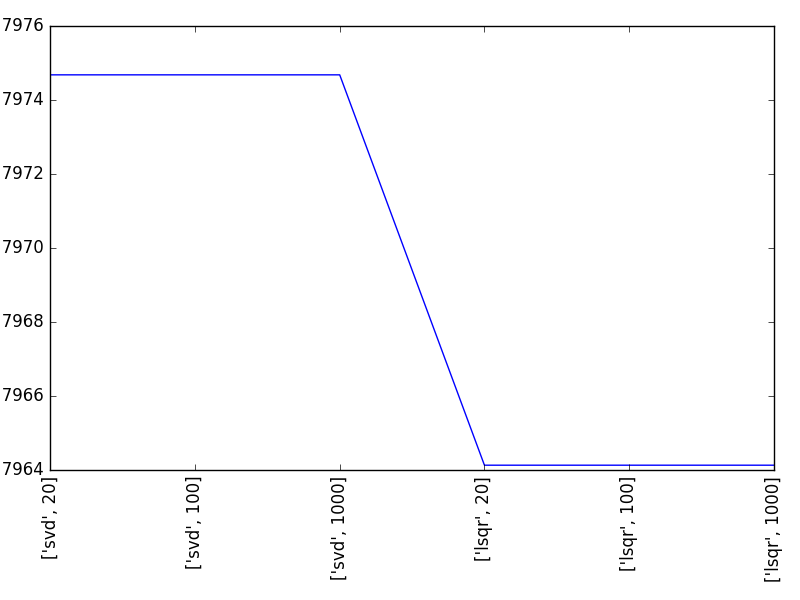 7976
7974
7972
7970
7968
7966
7964
['svd', 20]
['svd', 100]
['svd', 1000]
['lsqr', 20]
['lsqr', 100]
['lsqr', 1000]